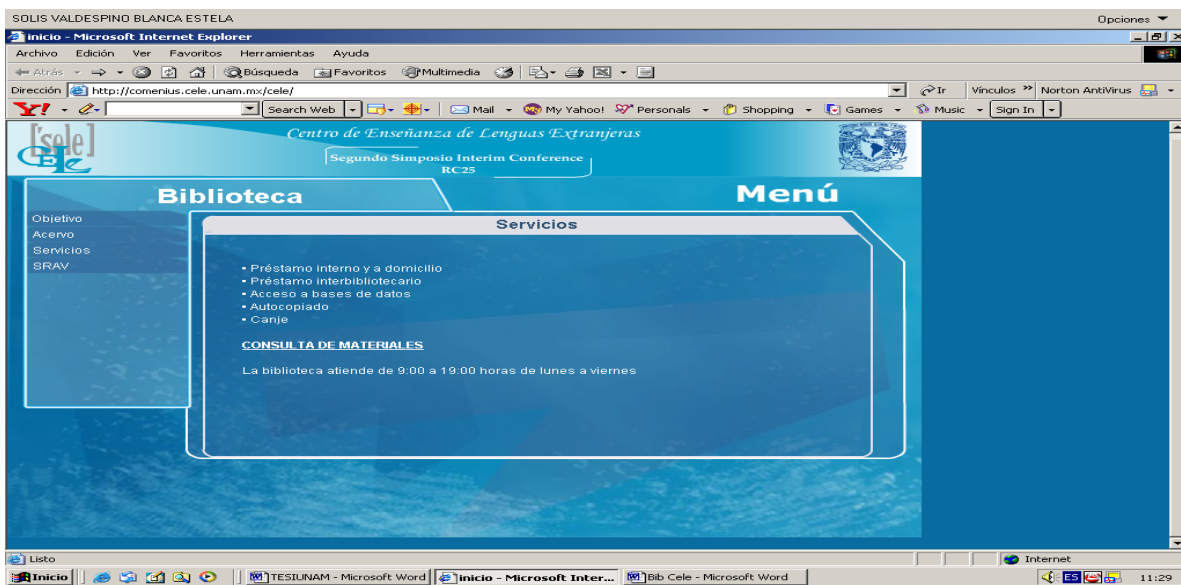 SOLIS VALDESPINO BLANCA ESTELA Opciones
inicio - Microsoft Internet Explorer
Archivo Edición Ver Favoritos Herramientas Ayuda
Atrás Búsqueda Favoritos Multimedia
Dirección http://comenius.cele.unam.mx/cele/ Ir Vínculos » Norton AntiVirus
Y! Search Web Mail My Yahoo! Personals Shopping Games Music Sign In
['sele] Centro de Enseñanza de Lenguas Extranjeras
CELE Segundo Simposio Interim Conference
RC25
Biblioteca Menú
Objetivo
Acervo
Servicios
SRAV
Servicios
• Préstamo interno y a domicilio
• Préstamo interbibliotecario
• Acceso a bases de datos
• Autocopiado
• Canje
CONSULTA DE MATERIALES
La biblioteca atiende de 9:00 a 19:00 horas de lunes a viernes
Listo Internet
Inicio TESIUNAM - Microsoft Word inicio - Microsoft Inter... Bib Cele - Microsoft Word ES 11:29